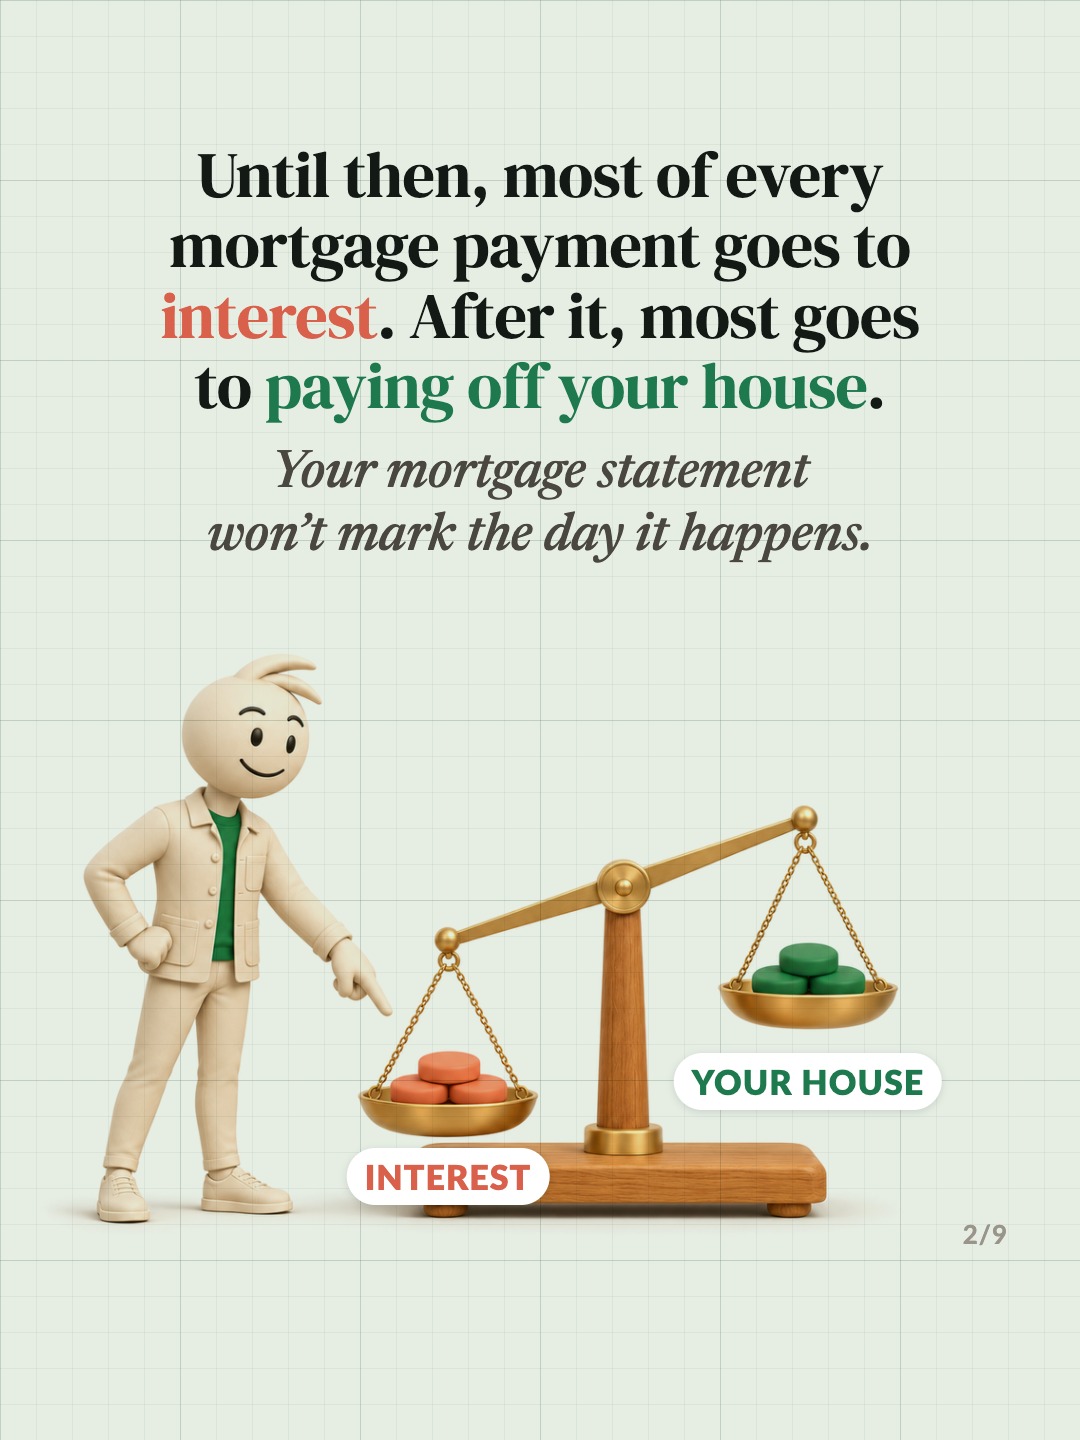 Until then, most of every
mortgage payment goes to
interest. After it, most goes
to paying off your house.
Your mortgage statement
won’t mark the day it happens.
YOUR HOUSE
INTEREST
2/9